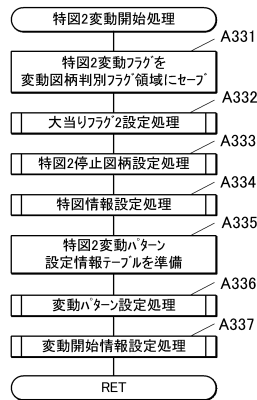 特図2変動開始処理
A331
特図2変動フラグを
変動図柄判別フラグ領域にセーブ
A332
大当りフラグ2設定処理
A333
特図2停止図柄設定処理
A334
特図情報設定処理
A335
特図2変動パターン
設定情報テーブルを準備
A336
変動パターン設定処理
A337
変動開始情報設定処理
RET